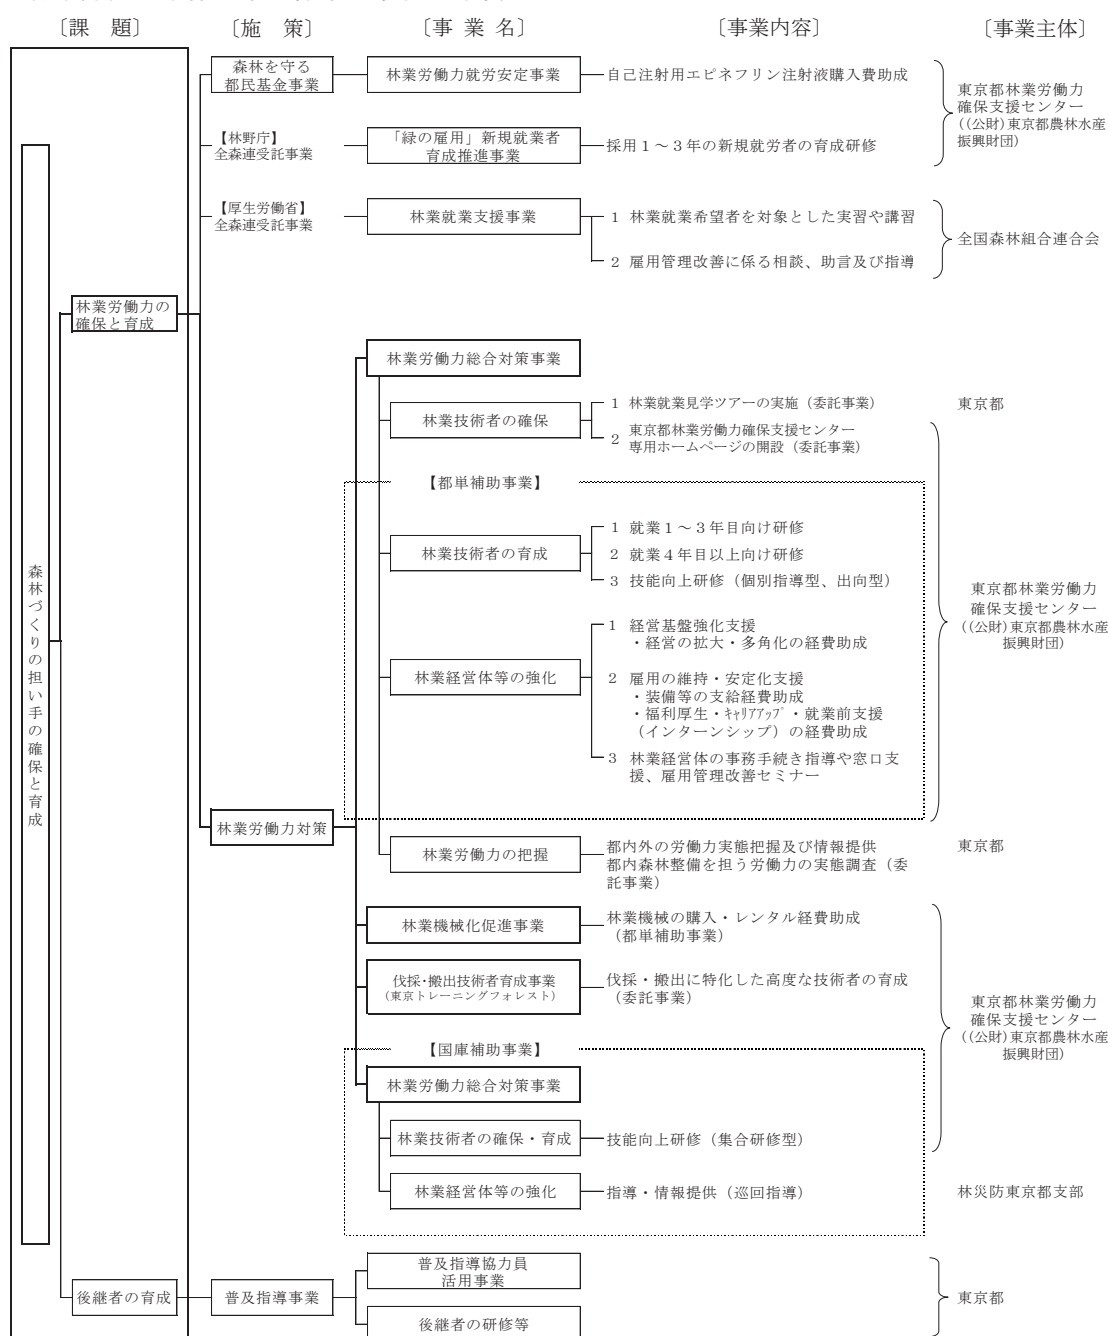 〔課　題〕　〔施　策〕　〔事 業 名〕　〔事業内容〕　〔事業主体〕
森林づくりの担い手の確保と育成
林業労働力の
確保と育成
森林を守る
都民基金事業
林業労働力就労安定事業
自己注射用エピネフリン注射液購入費助成
【林野庁】
全森連受託事業
「緑の雇用」新規就業者
育成推進事業
採用１～３年の新規就労者の育成研修
東京都林業労働力
確保支援センター
((公財)東京都農林水産
振興財団)
【厚生労働省】
全森連受託事業
林業就業支援事業
1 林業就業希望者を対象とした実習や講習
2 雇用管理改善に係る相談、助言及び指導
全国森林組合連合会
林業労働力対策
林業労働力総合対策事業
林業技術者の確保
1 林業就業見学ツアーの実施（委託事業）
東京都
2 東京都林業労働力確保支援センター
専用ホームページの開設（委託事業）
【都単補助事業】
林業技術者の育成
1 就業１～３年目向け研修
2 就業４年目以上向け研修
3 技能向上研修（個別指導型、出向型）
林業経営体等の強化
1 経営基盤強化支援
・経営の拡大・多角化の経費助成
2 雇用の維持・安定化支援
・装備等の支給経費助成
・福利厚生・ｷｬﾘｱｱｯﾌﾟ・就業前支援
（インターンシップ）の経費助成
3 林業経営体の事務手続き指導や窓口支
援、雇用管理改善セミナー
東京都林業労働力
確保支援センター
((公財)東京都農林水産
振興財団)
林業労働力の把握
都内外の労働力実態把握及び情報提供
都内森林整備を担う労働力の実態調査（委
託事業）
東京都
林業機械化促進事業
林業機械の購入・レンタル経費助成
（都単補助事業）
伐採・搬出技術者育成事業
（東京トレーニングフォレスト）
伐採・搬出に特化した高度な技術者の育成
（委託事業）
東京都林業労働力
確保支援センター
((公財)東京都農林水産
振興財団)
【国庫補助事業】
林業労働力総合対策事業
林業技術者の確保・育成
技能向上研修（集合研修型）
林業経営体等の強化
指導・情報提供（巡回指導）
林災防東京都支部
後継者の育成
普及指導事業
普及指導協力員
活用事業
後継者の研修等
東京都